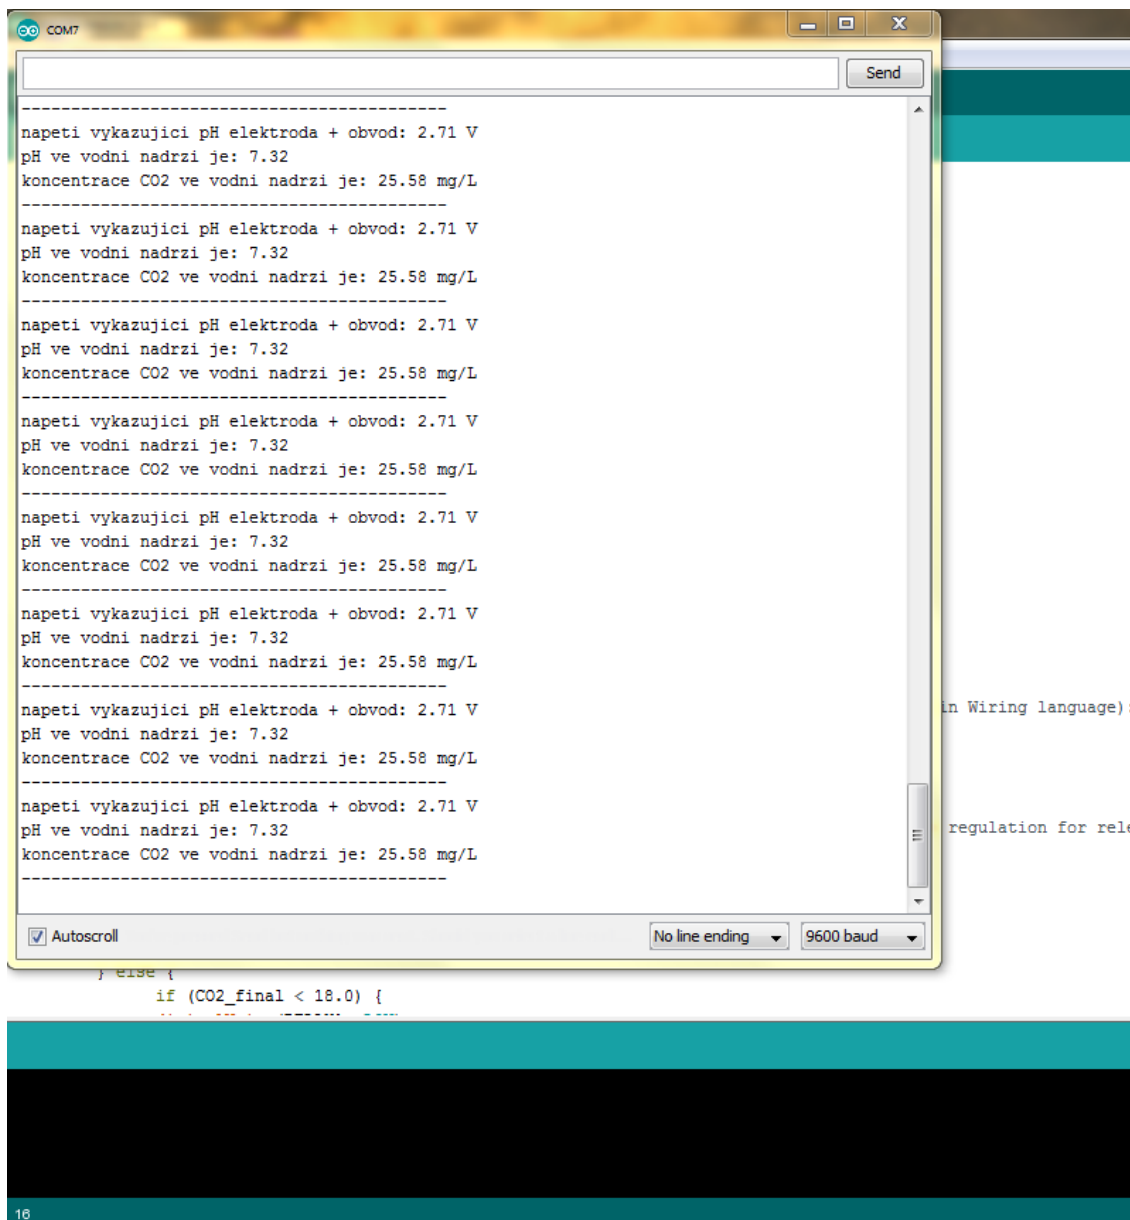 COM7
Send
-------------------------------------------
napeti vykazujici pH elektroda + obvod: 2.71 V
pH ve vodni nadrzi je: 7.32
koncentrace CO2 ve vodni nadrzi je: 25.58 mg/L
-------------------------------------------
napeti vykazujici pH elektroda + obvod: 2.71 V
pH ve vodni nadrzi je: 7.32
koncentrace CO2 ve vodni nadrzi je: 25.58 mg/L
-------------------------------------------
napeti vykazujici pH elektroda + obvod: 2.71 V
pH ve vodni nadrzi je: 7.32
koncentrace CO2 ve vodni nadrzi je: 25.58 mg/L
-------------------------------------------
napeti vykazujici pH elektroda + obvod: 2.71 V
pH ve vodni nadrzi je: 7.32
koncentrace CO2 ve vodni nadrzi je: 25.58 mg/L
-------------------------------------------
napeti vykazujici pH elektroda + obvod: 2.71 V
pH ve vodni nadrzi je: 7.32
koncentrace CO2 ve vodni nadrzi je: 25.58 mg/L
-------------------------------------------
napeti vykazujici pH elektroda + obvod: 2.71 V
pH ve vodni nadrzi je: 7.32
koncentrace CO2 ve vodni nadrzi je: 25.58 mg/L
-------------------------------------------
napeti vykazujici pH elektroda + obvod: 2.71 V
pH ve vodni nadrzi je: 7.32
koncentrace CO2 ve vodni nadrzi je: 25.58 mg/L
-------------------------------------------
napeti vykazujici pH elektroda + obvod: 2.71 V
pH ve vodni nadrzi je: 7.32
koncentrace CO2 ve vodni nadrzi je: 25.58 mg/L
-------------------------------------------
in Wiring language):
regulation for rele
Autoscroll
No line ending
9600 baud
} else {
if (CO2_final < 18.0) {
16